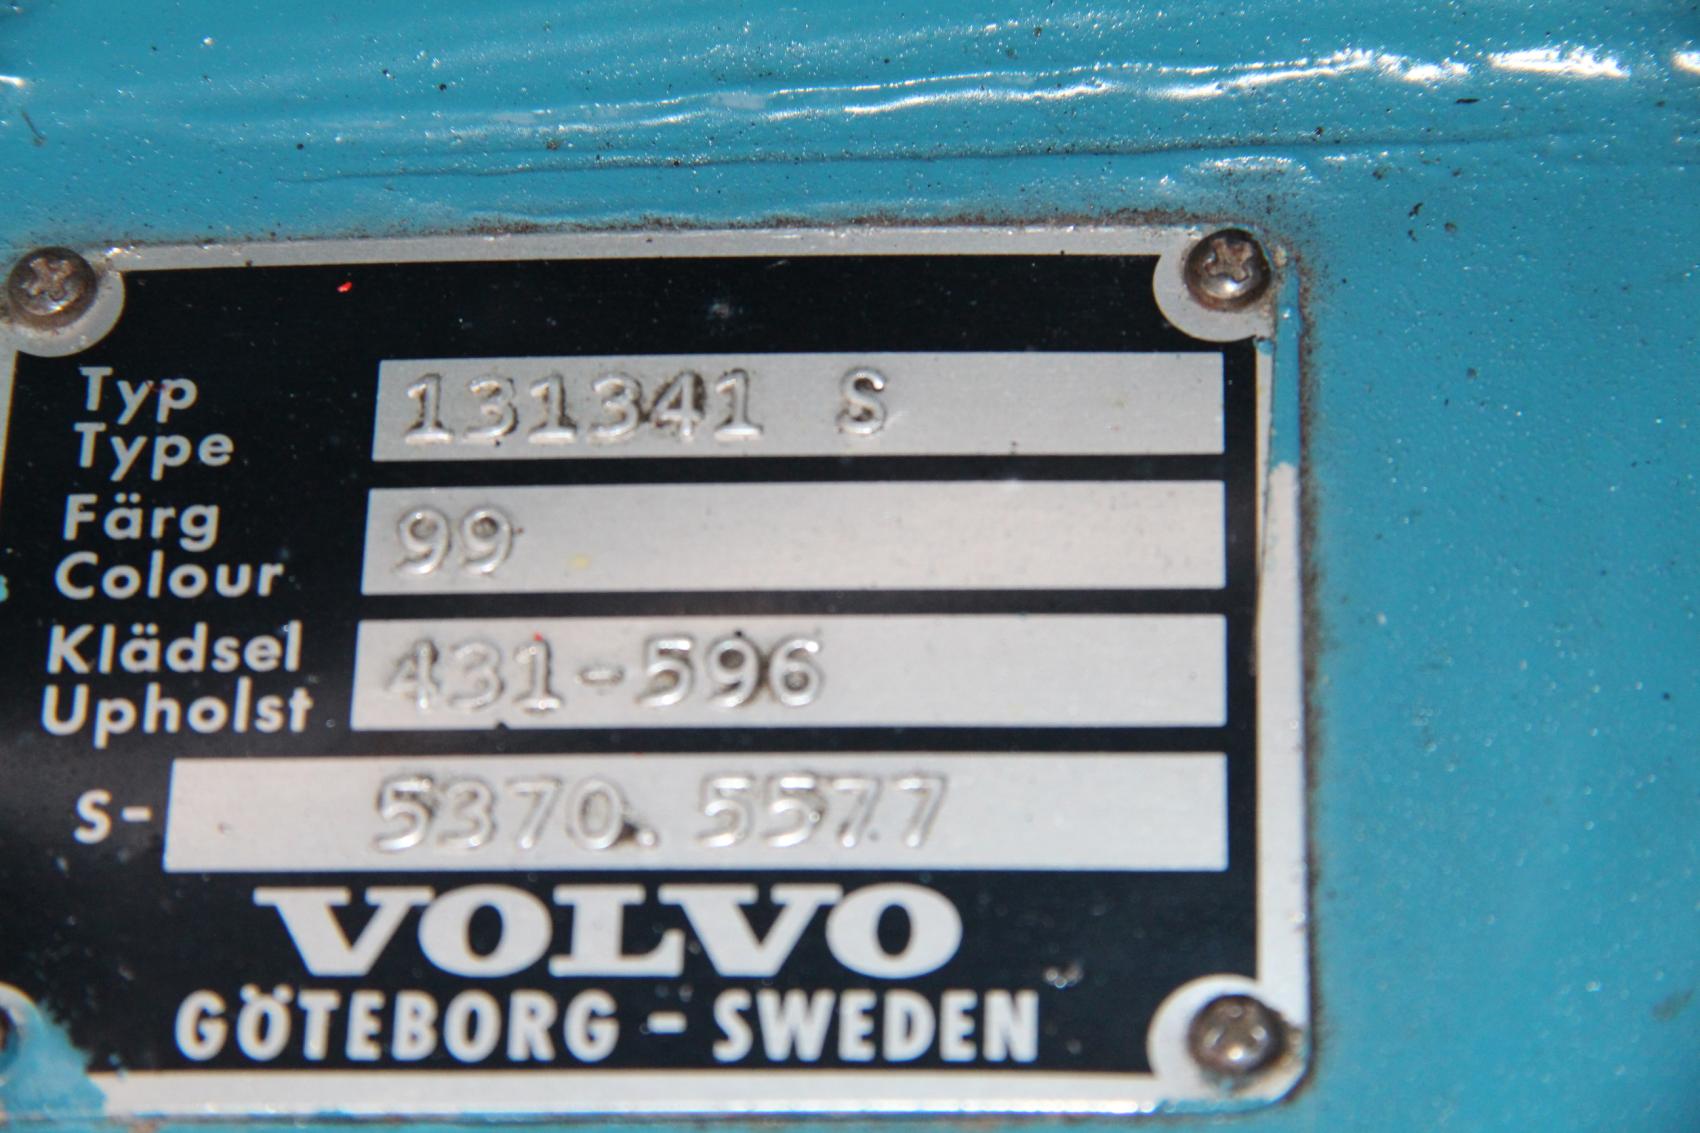 Typ
Type
131341 S
Färg
Colour
99
Klädsel
Upholst
431-596
S- 5370.5577
VOLVO
GÖTEBORG - SWEDEN